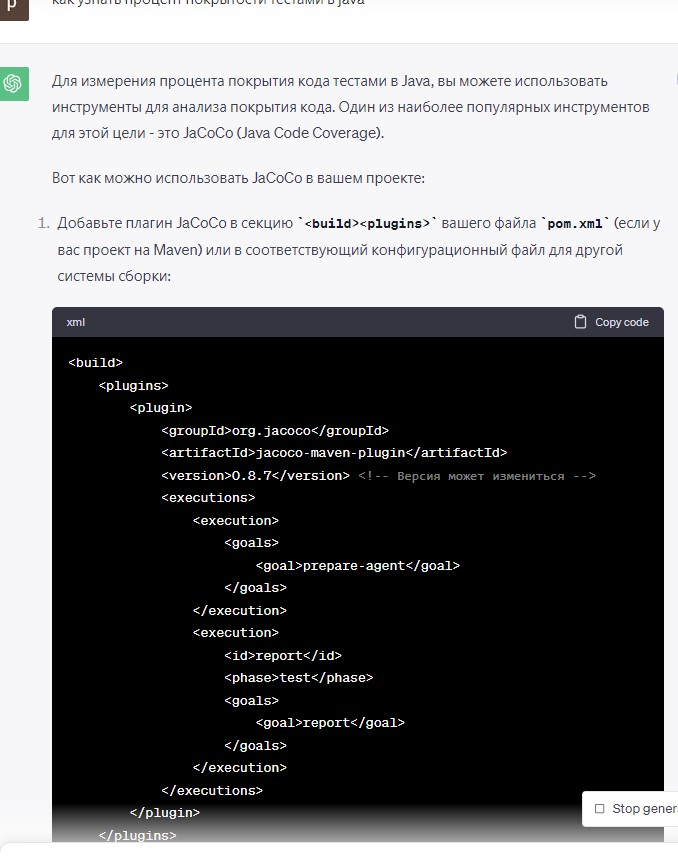 р
как узнать процент покрытости тестами в java
Для измерения процента покрытия кода тестами в Java, вы можете использовать
инструменты для анализа покрытия кода. Один из наиболее популярных инструментов
для этой цели - это JaCoCo (Java Code Coverage).
Вот как можно использовать JaCoCo в вашем проекте:
1. Добавьте плагин JaCoCo в секцию `<build><plugins>` вашего файла `pom.xml` (если у
вас проект на Maven) или в соответствующий конфигурационный файл для другой
системы сборки:
xml Copy code
<build>
<plugins>
<plugin>
<groupId>org.jacoco</groupId>
<artifactId>jacoco-maven-plugin</artifactId>
<version>0.8.7</version> <!-- Версия может измениться -->
<executions>
<execution>
<goals>
<goal>prepare-agent</goal>
</goals>
</execution>
<execution>
<id>report</id>
<phase>test</phase>
<goals>
<goal>report</goal>
</goals>
</execution>
</executions>
</plugin>
</plugins>
Stop gener